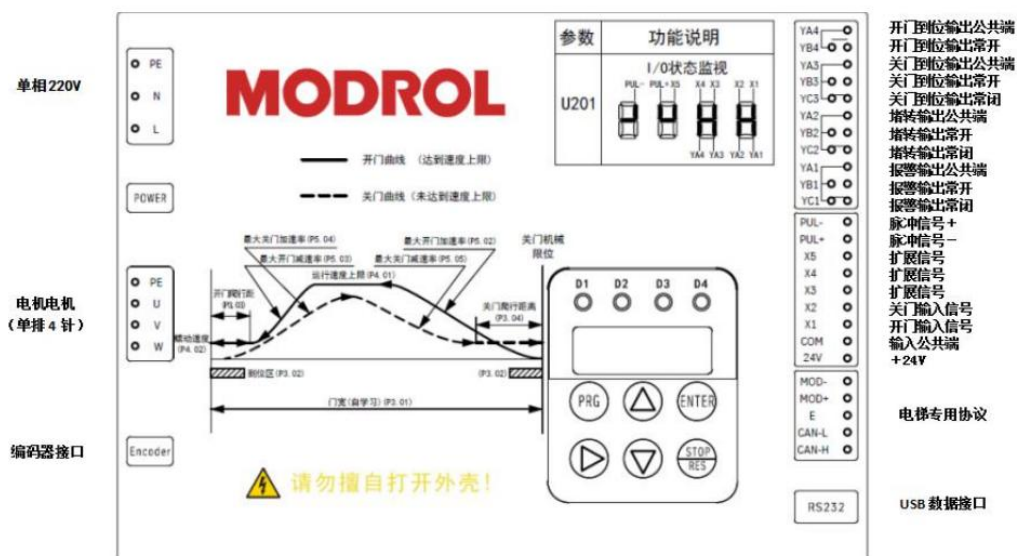 单相220V
PE
N
L
POWER
电机电机
（单排4针）
PE
U
V
W
编码器接口
Encoder
MODROL
开门曲线 （达到速度上限）
关门曲线（未达到速度上限）
参数 功能说明
U201
I/O状态监视
PUL- PUL+ X5 X4 X3 X2 X1
YA4 YA3 YA2 YA1
最大关门加速率(P5.04)
最大开门减速率(P5.03)
运行速度上限(P4.01)
最大开门加速率(P5.02)
最大关门减速率(P5.05)
关门机械
限位
开门爬行距
蠕动速度
(P4.02)
关门爬行距离
(P3.04)
到位区(P3.02)
(P3.02)
门宽(自学习)(P3.01)
请勿擅自打开外壳!
D1 D2 D3 D4
PRG
ENTER
STOP
RES
YA4 开门到位输出公共端
YB4 开门到位输出常开
YA3 关门到位输出公共端
YB3 关门到位输出常开
YC3 关门到位输出常闭
YA2 堵转输出公共端
YB2 堵转输出常开
YC2 堵转输出常闭
YA1 报警输出公共端
YB1 报警输出常开
YC1 报警输出常闭
PUL- 脉冲信号＋
PUL+ 脉冲信号－
X5 扩展信号
X4 扩展信号
X3 扩展信号
X2 关门输入信号
X1 开门输入信号
COM 输入公共端
24V ＋24V
MOD-
MOD+
E 电梯专用协议
CAN-L
CAN-H
RS232 USB 数据接口